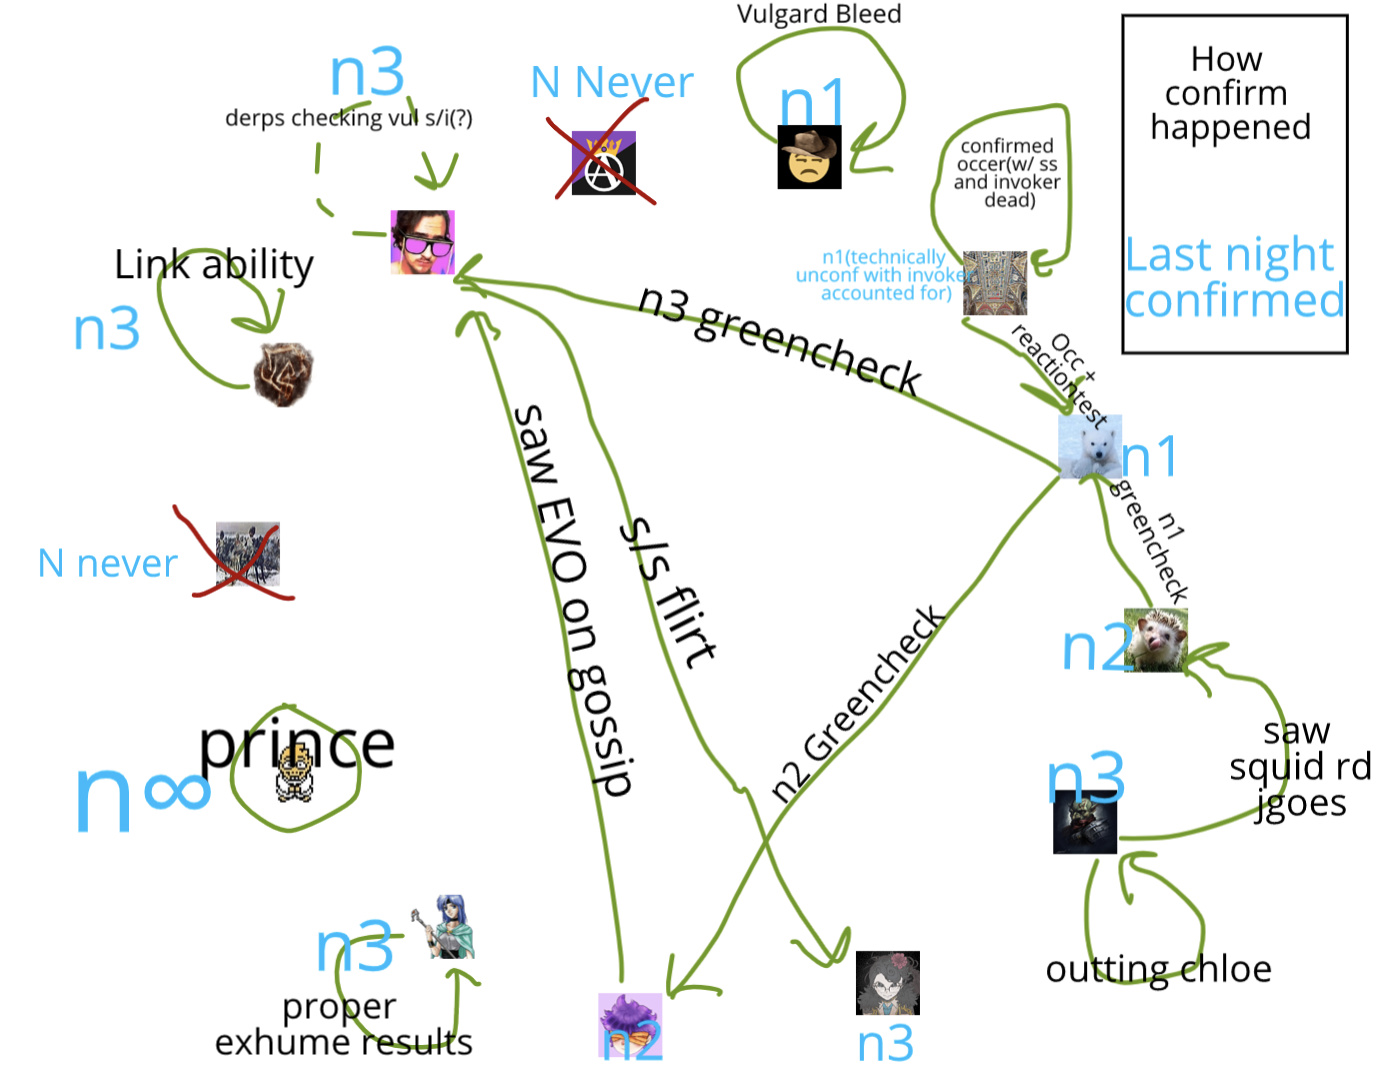 Vulgard Bleed
n3
derps checking vul s/i(?)
N Never
n1
How
confirm
happened
Last night
confirmed
confirmed
occer(w/ ss
and invoker
dead)
n1(technically
unconf with invoker
accounted for)
Link ability
n3
n3 greencheck
Occ +
reactiontest
n1
n1
greencheck
saw EVO on gossip
s/s flirt
N never
n2 Greencheck
n2
saw
squid rd
jgoes
n3
prince
n∞
outting chloe
n3
proper
exhume results
n2
n3